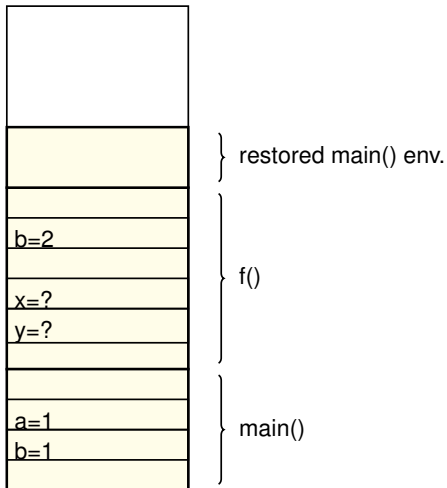 restored main() env.
b=2
f()
x=?
y=?
a=1
main()
b=1